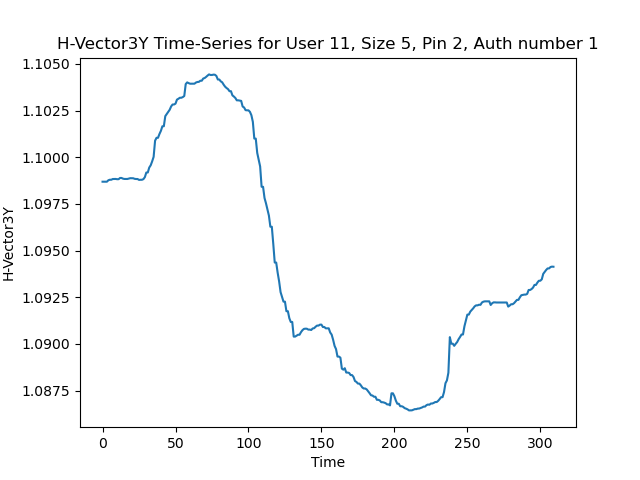 H-Vector3Y Time-Series for User 11, Size 5, Pin 2, Auth number 1
1.1050
1.1025
1.1000
1.0975
1.0950
1.0925
1.0900
1.0875
H-Vector3Y
0 50 100 150 200 250 300
Time